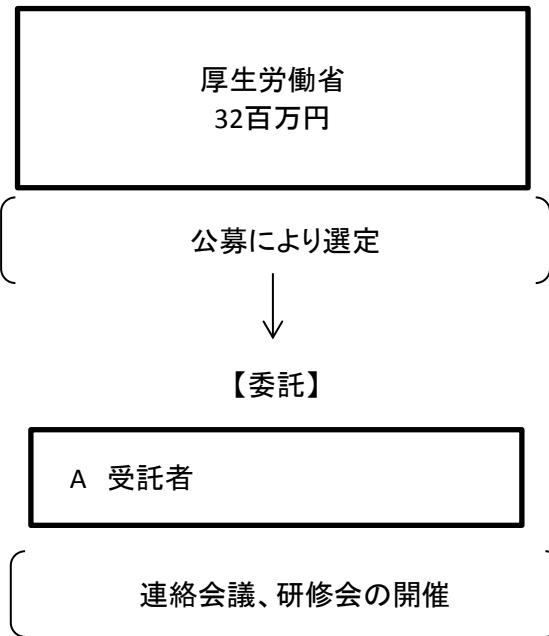 厚生労働省
32百万円
公募により選定
【委託】
A 受託者
連絡会議、研修会の開催